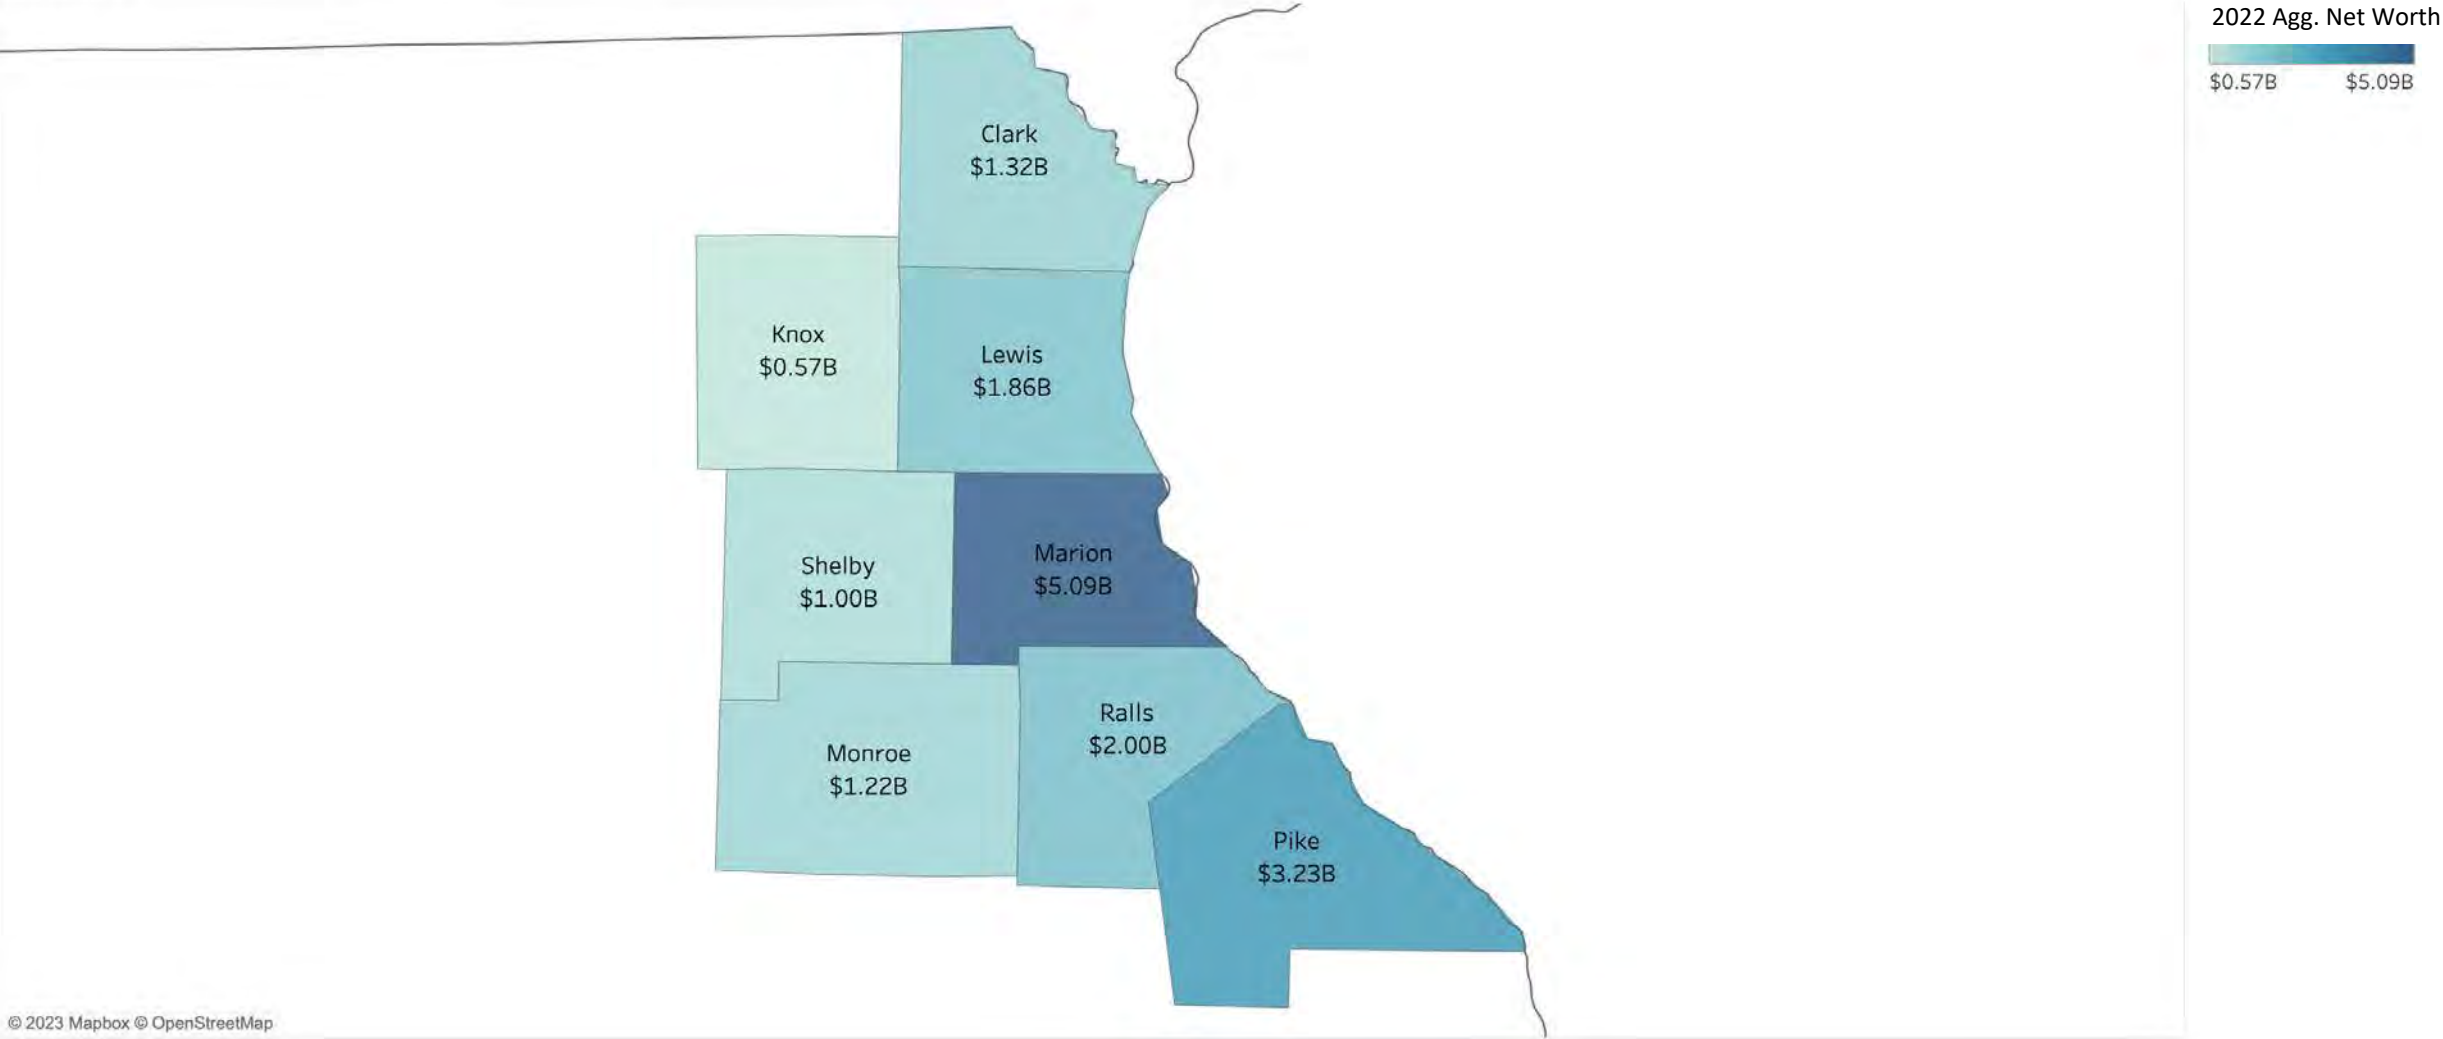 2022 Agg. Net Worth
$0.57B $5.09B
Clark
$1.32B
Knox
$0.57B
Lewis
$1.86B
Shelby
$1.00B
Marion
$5.09B
Monroe
$1.22B
Ralls
$2.00B
Pike
$3.23B
© 2023 Mapbox © OpenStreetMap